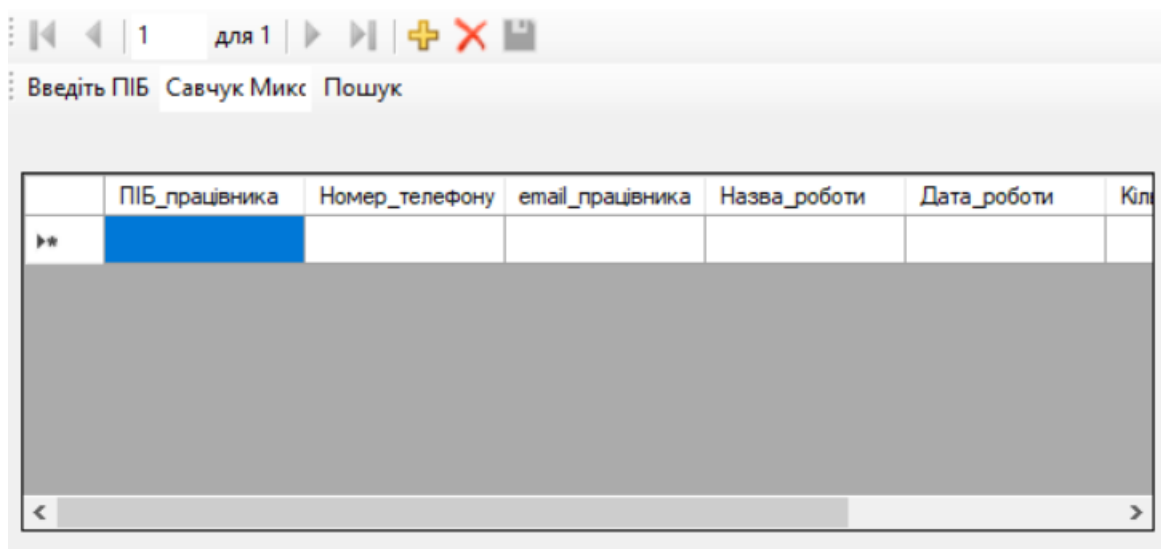 1 для 1
Введіть ПІБ Савчук Микс Пошук
ПІБ_працівника Номер_телефону email_працівника Назва_роботи Дата_роботи